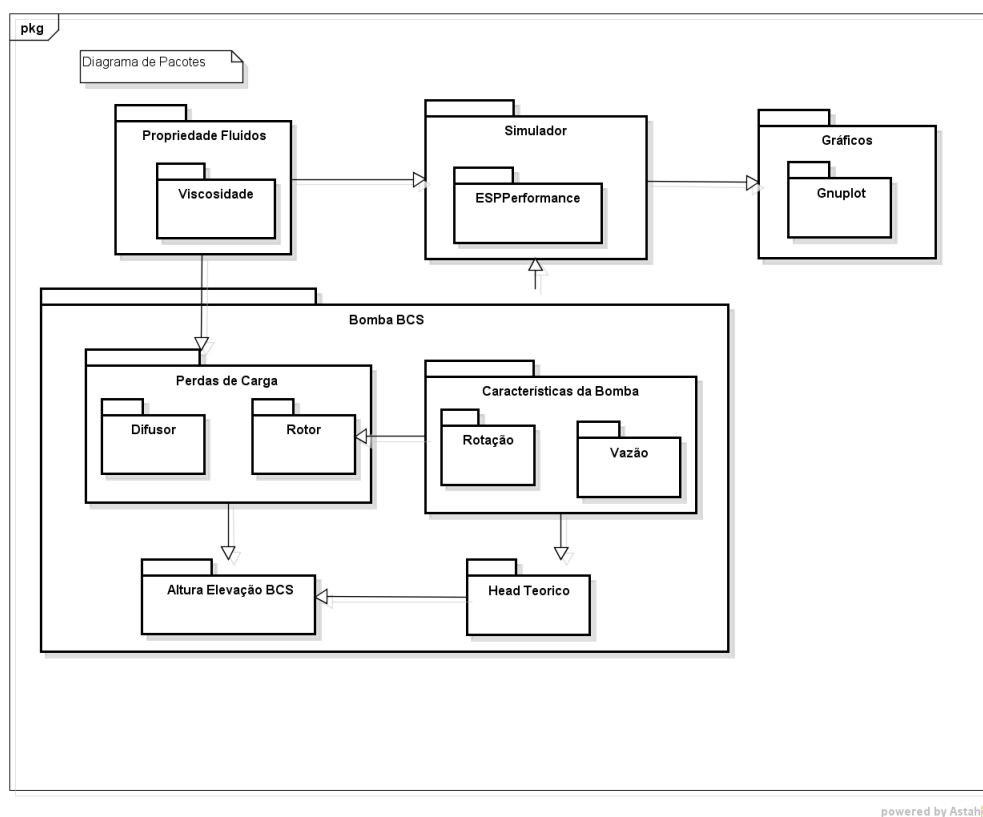 pkg
Diagrama de Pacotes
Propriedade Fluidos
Viscosidade
Simulador
ESPPerformance
Gráficos
Gnuplot
Bomba BCS
Perdas de Carga
Difusor
Rotor
Características da Bomba
Rotação
Vazão
Altura Elevação BCS
Head Teorico
powered by Astah